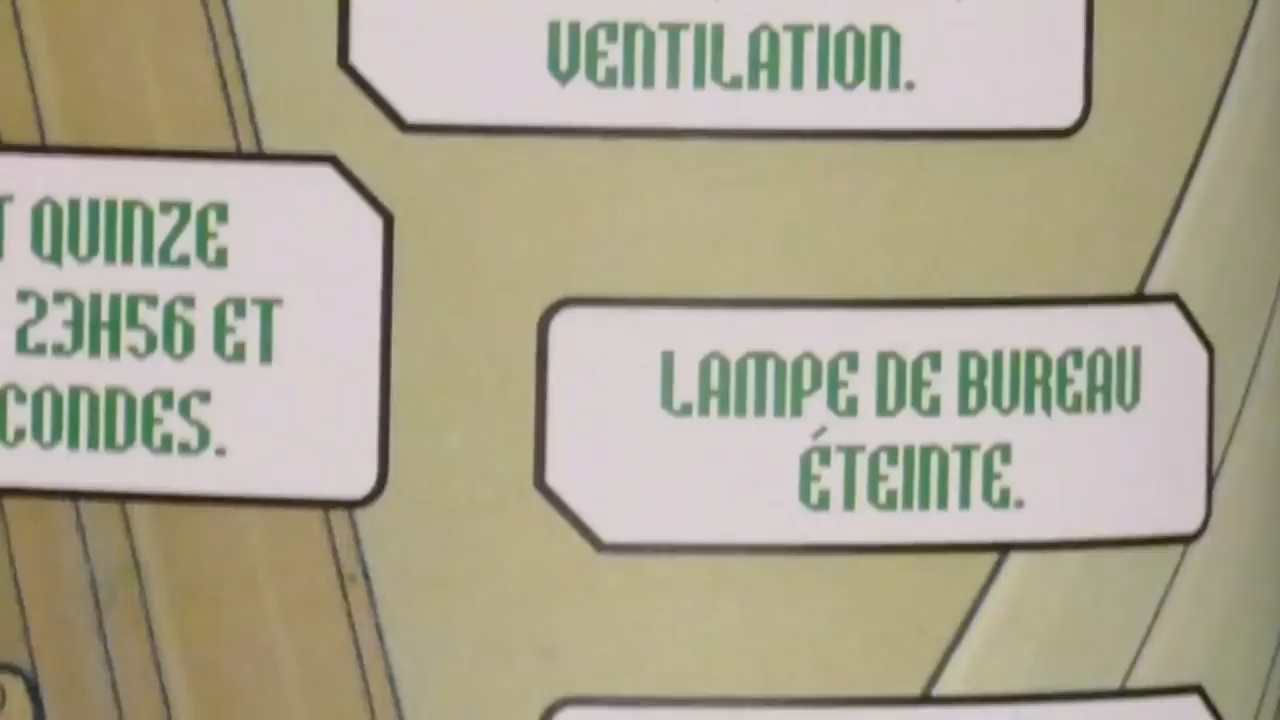 VENTILATION.
QUINZE
23H56 ET
CONDES.
LAMPE DE BUREAU
ÉTEINTE.